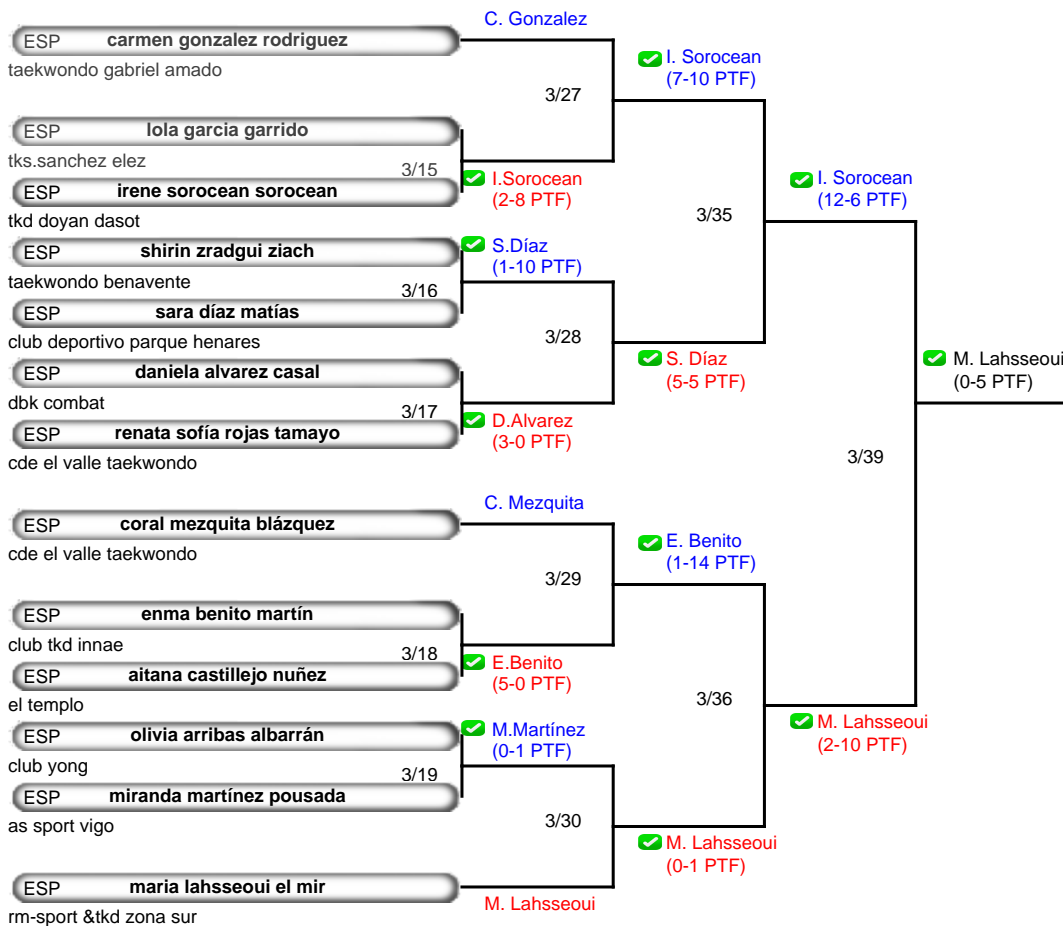 C. Gonzalez
ESP carmen gonzalez rodriguez
taekwondo gabriel amado
I. Sorocean
(7-10 PTF)
3/27
ESP lola garcia garrido
tks.sanchez elez
3/15
I.Sorocean
(2-8 PTF)
ESP irene sorocean sorocean
tkd doyan dasot
I. Sorocean
(12-6 PTF)
3/35
ESP shirin zradgui ziach
taekwondo benavente
S.Díaz
(1-10 PTF)
3/16
ESP sara díaz matías
club deportivo parque henares
3/28
S. Díaz
(5-5 PTF)
ESP daniela alvarez casal
dbk combat
3/17
D.Alvarez
(3-0 PTF)
ESP renata sofía rojas tamayo
cde el valle taekwondo
M. Lahsseoui
(0-5 PTF)
3/39
C. Mezquita
ESP coral mezquita blázquez
cde el valle taekwondo
E. Benito
(1-14 PTF)
3/29
ESP enma benito martín
club tkd innae
3/18
E.Benito
(5-0 PTF)
ESP aitana castillejo nuñez
el templo
3/36
M. Lahsseoui
(2-10 PTF)
ESP olivia arribas albarrán
club yong
M.Martínez
(0-1 PTF)
3/19
ESP miranda martínez pousada
as sport vigo
3/30
M. Lahsseoui
(0-1 PTF)
ESP maria lahsseoui el mir
rm-sport &tkd zona sur
M. Lahsseoui